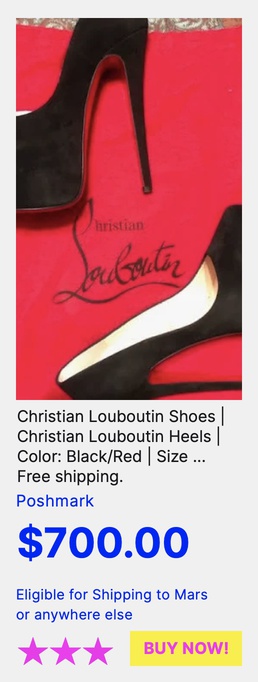 Christian
Louboutin
Christian Louboutin Shoes |
Christian Louboutin Heels |
Color: Black/Red | Size ...
Free shipping.
Poshmark
$700.00
Eligible for Shipping to Mars
or anywhere else
BUY NOW!